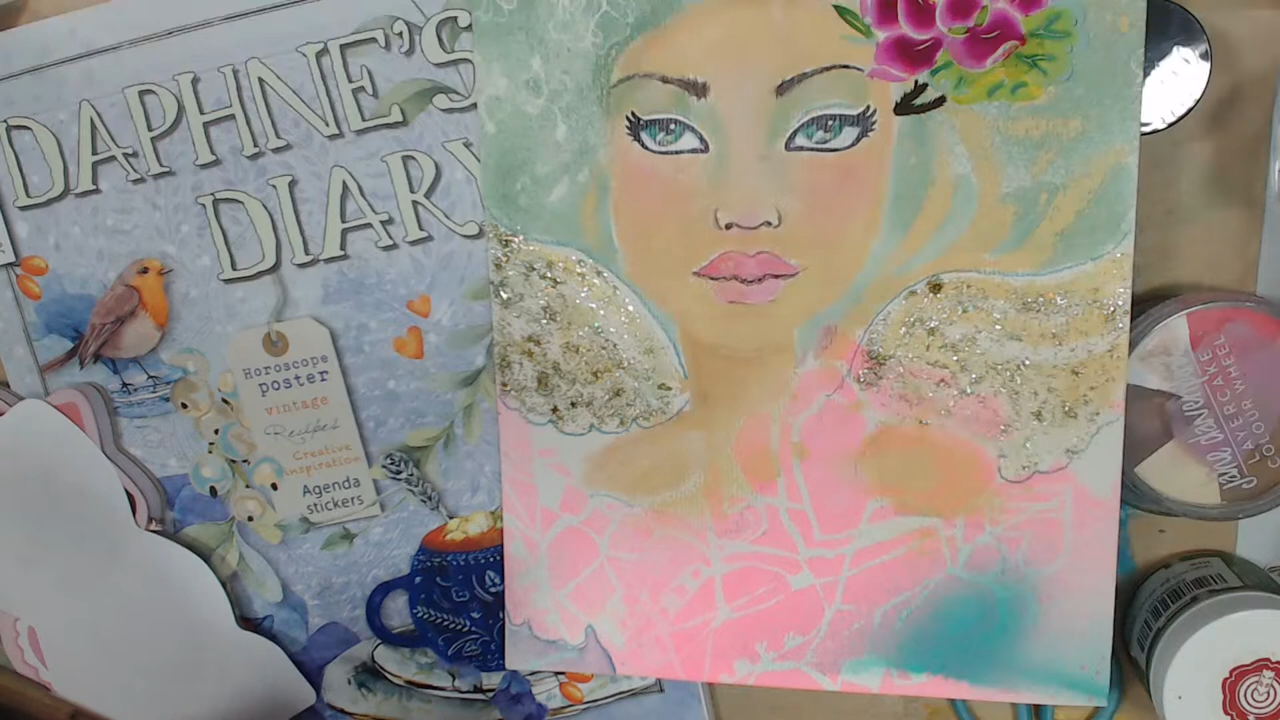 DAPHNE'S
DIARY
Horoscope
poster
vintage
Recipes
Creative
inspiration
Agenda
stickers
Jane davenport
LAYERCAKE
COLOUR WHEEL